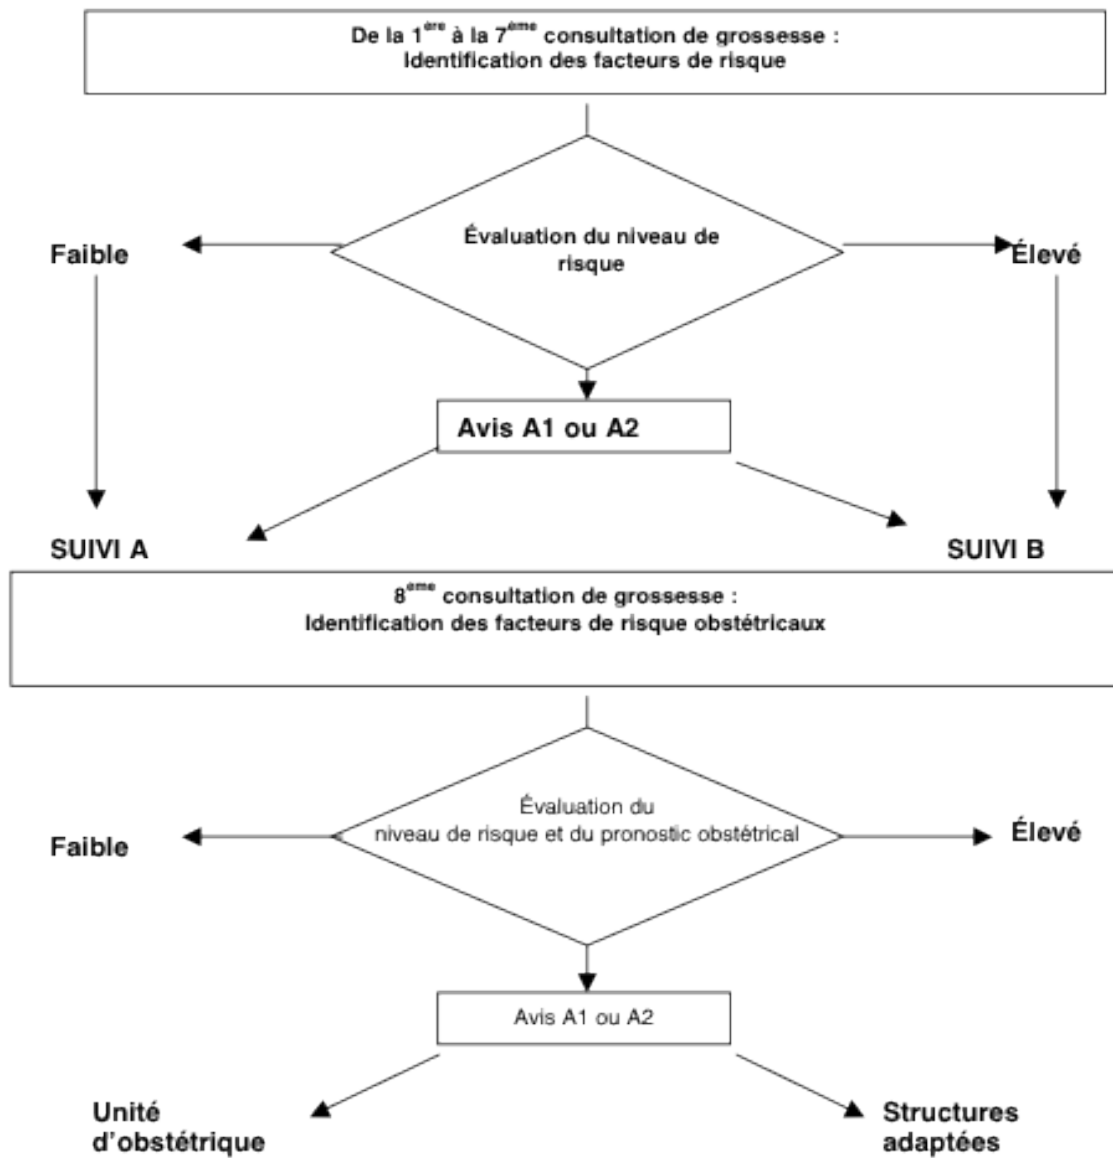 De la 1ère à la 7ème consultation de grossesse :
Identification des facteurs de risque
Évaluation du niveau de
risque
Faible
Élevé
Avis A1 ou A2
SUIVI A
SUIVI B
8ème consultation de grossesse :
Identification des facteurs de risque obstétricaux
Évaluation du
niveau de risque et du pronostic obstétrical
Faible
Élevé
Avis A1 ou A2
Unité
d'obstétrique
Structures
adaptées